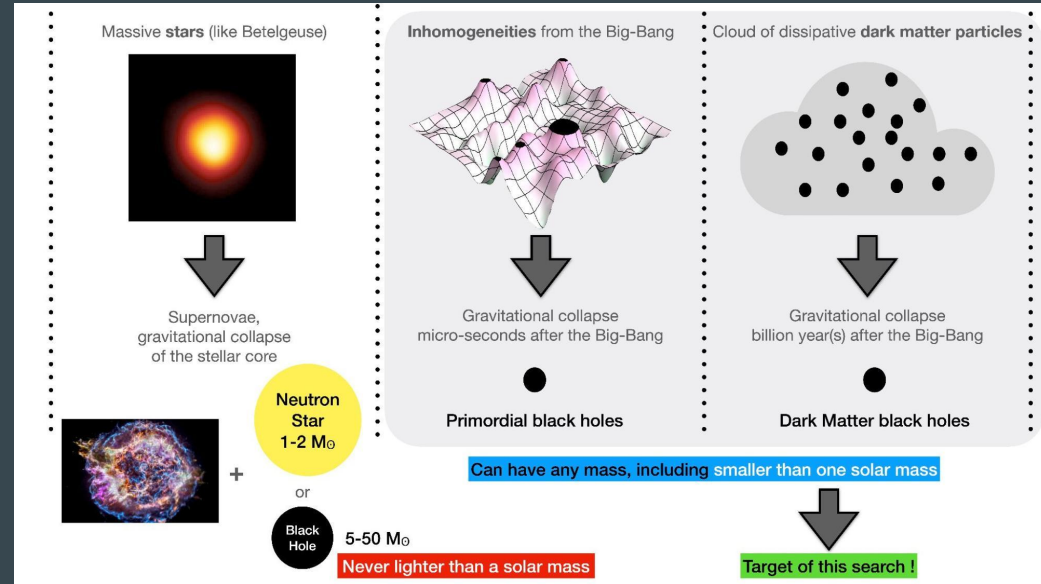 Massive stars (like Betelgeuse)
Supernovae,
gravitational collapse
of the stellar core
+
Neutron
Star
1-2 M⊙
or
Black
Hole
5-50 M⊙
Never lighter than a solar mass
Inhomogeneities from the Big-Bang
Gravitational collapse
micro-seconds after the Big-Bang
Primordial black holes
Cloud of dissipative dark matter particles
Gravitational collapse
billion year(s) after the Big-Bang
Dark Matter black holes
Can have any mass, including smaller than one solar mass
Target of this search !